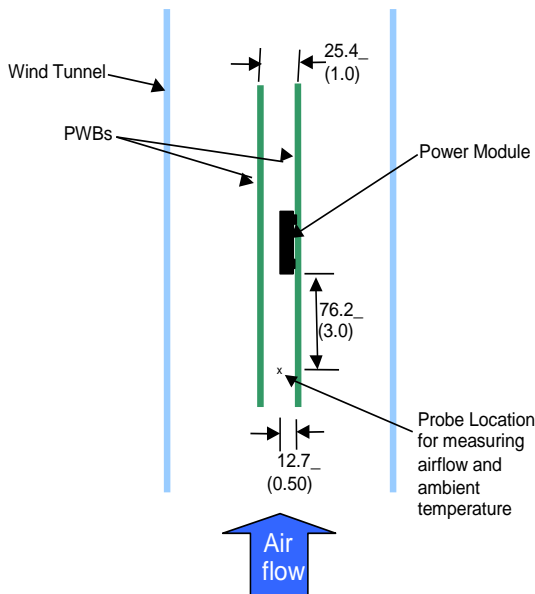 25.4_
(1.0)
Wind Tunnel
PWBs
Power Module
76.2_
(3.0)
x
Probe Location
for measuring
airflow and
ambient
temperature
12.7_
(0.50)
Air
flow